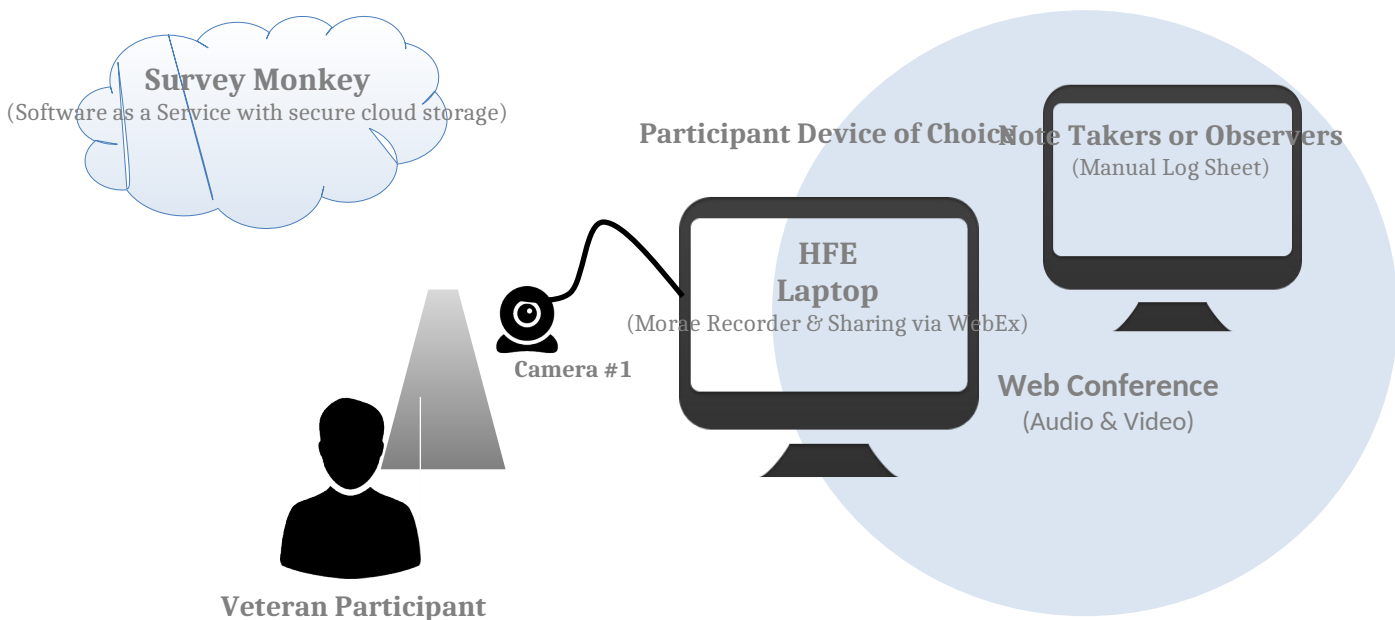 Survey Monkey
(Software as a Service with secure cloud storage)
Participant Device of Choice
Note Takers or Observers
(Manual Log Sheet)
HFE
Laptop
(Morae Recorder & Sharing via WebEx)
Camera #1
Web Conference
(Audio & Video)
Veteran Participant